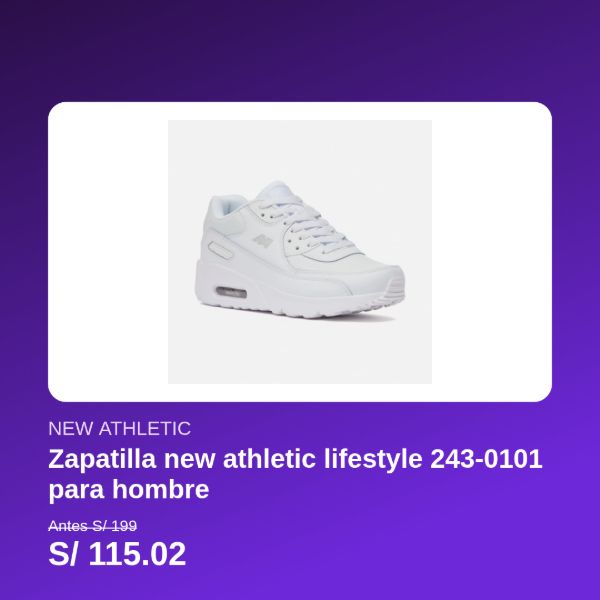 NEW ATHLETIC
Zapatilla new athletic lifestyle 243-0101
para hombre
Antes S/ 199
S/ 115.02